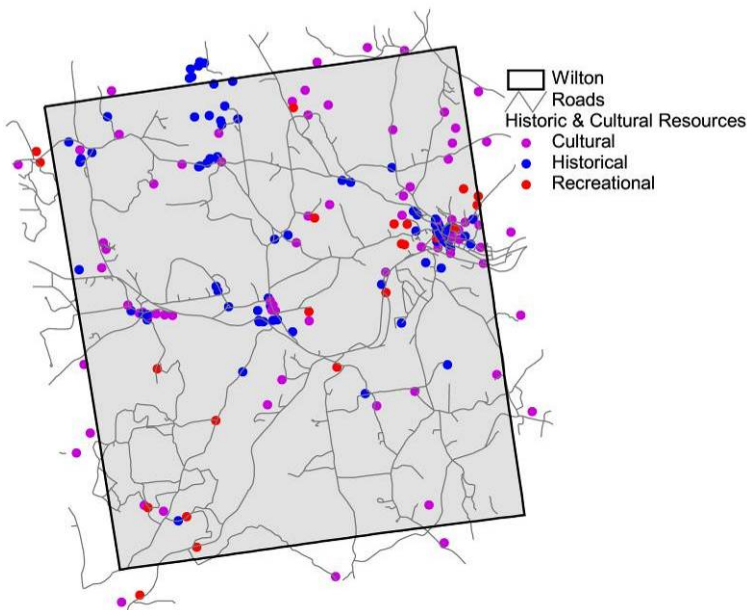 Wilton
Roads
Historic & Cultural Resources
Cultural
Historical
Recreational